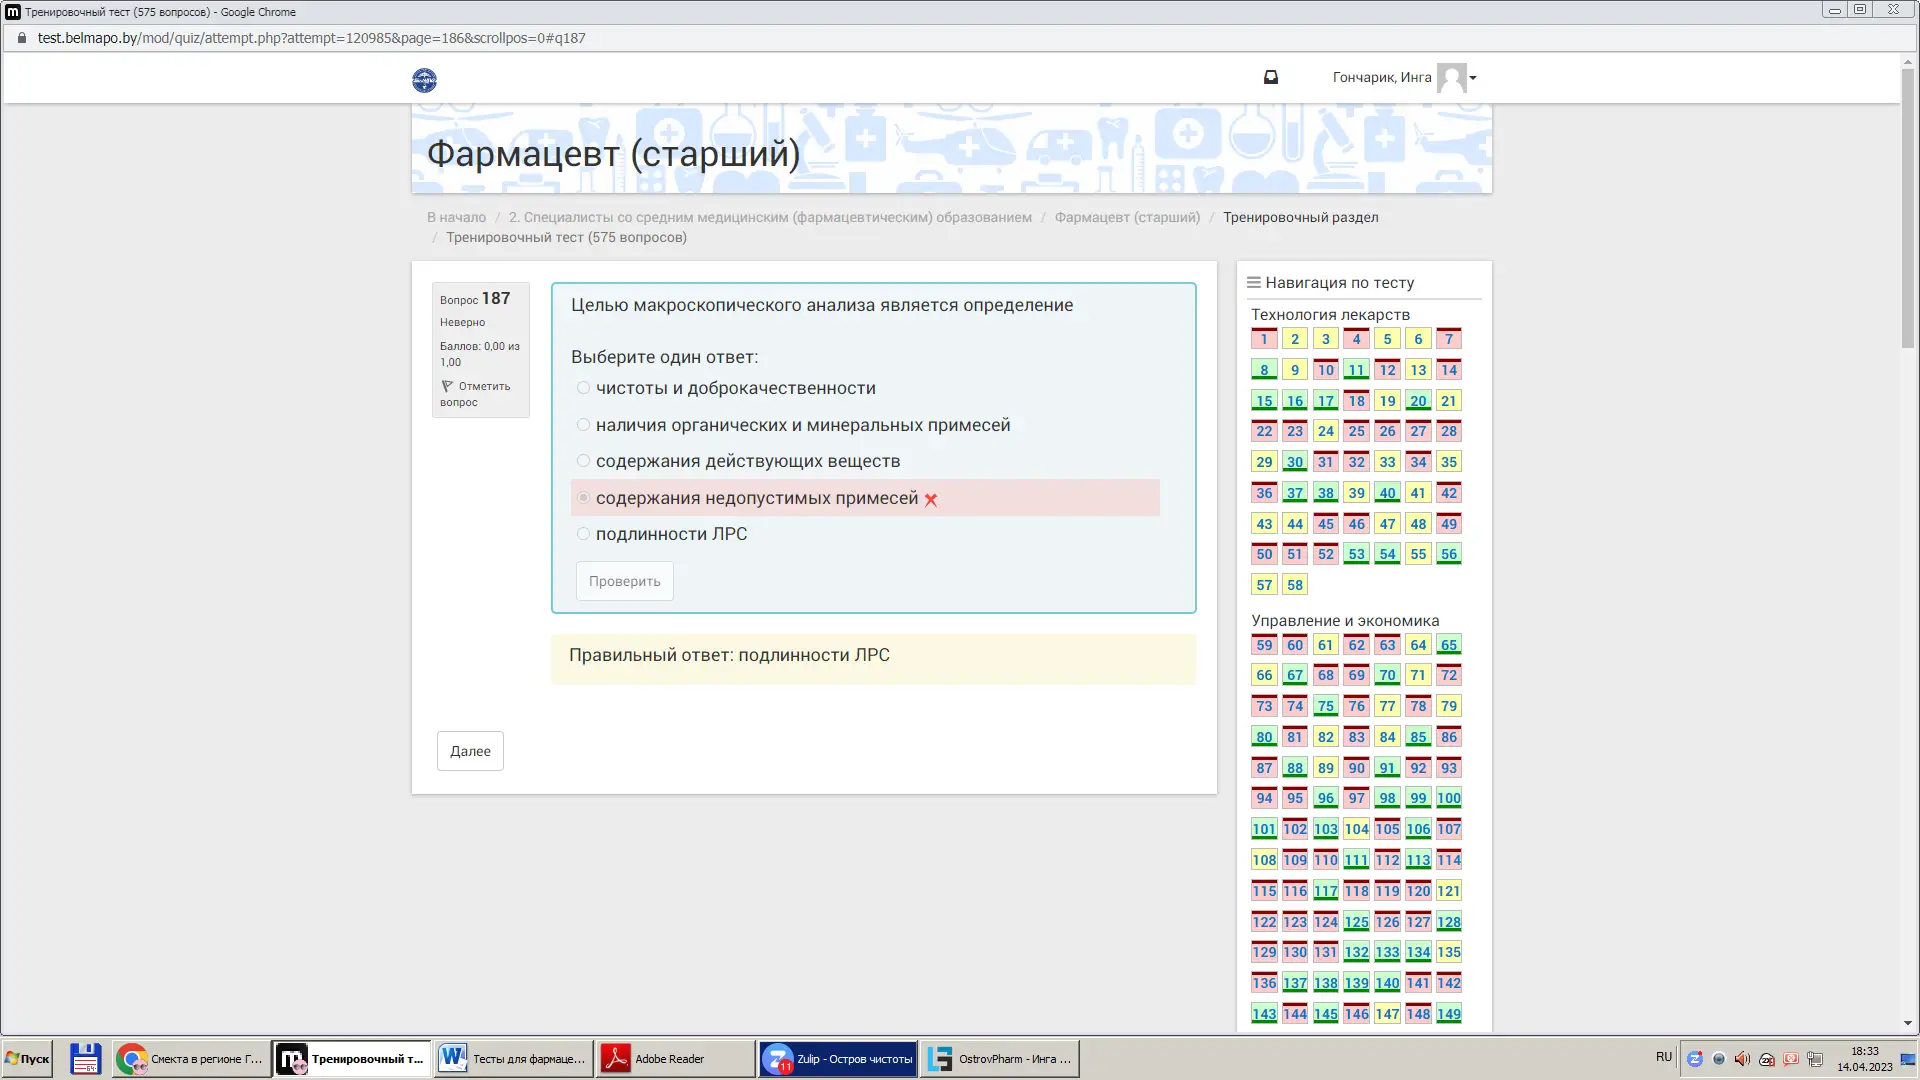 Тренировочный тест (575 вопросов) - Google Chrome
test.belmapo.by/mod/quiz/attempt.php?attempt=120985&page=186&scrollpos=0#q187
Гончарик, Инга
Фармацевт (старший)
В начало / 2. Специалисты со средним медицинским (фармацевтическим) образованием / Фармацевт (старший) / Тренировочный раздел
/ Тренировочный тест (575 вопросов)
Вопрос 187
Неверно
Баллов: 0,00 из
1,00
Отметить
вопрос
Целью макроскопического анализа является определение
Выберите один ответ:
чистоты и доброкачественности
наличия органических и минеральных примесей
содержания действующих веществ
содержания недопустимых примесей
подлинности ЛРС
Проверить
Правильный ответ: подлинности ЛРС
Далее
Навигация по тесту
Технология лекарств
1 2 3 4 5 6 7
8 9 10 11 12 13 14
15 16 17 18 19 20 21
22 23 24 25 26 27 28
29 30 31 32 33 34 35
36 37 38 39 40 41 42
43 44 45 46 47 48 49
50 51 52 53 54 55 56
57 58
Управление и экономика
59 60 61 62 63 64 65
66 67 68 69 70 71 72
73 74 75 76 77 78 79
80 81 82 83 84 85 86
87 88 89 90 91 92 93
94 95 96 97 98 99 100
101 102 103 104 105 106 107
108 109 110 111 112 113 114
115 116 117 118 119 120 121
122 123 124 125 126 127 128
129 130 131 132 133 134 135
136 137 138 139 140 141 142
143 144 145 146 147 148 149
Пуск
Смекта в регионе Г...
Тренировочный т...
Тесты для фармаце...
Adobe Reader
11
Zulip - Остров чистоты
OstrovPharm - Инга ...
RU
18:33
14.04.2023